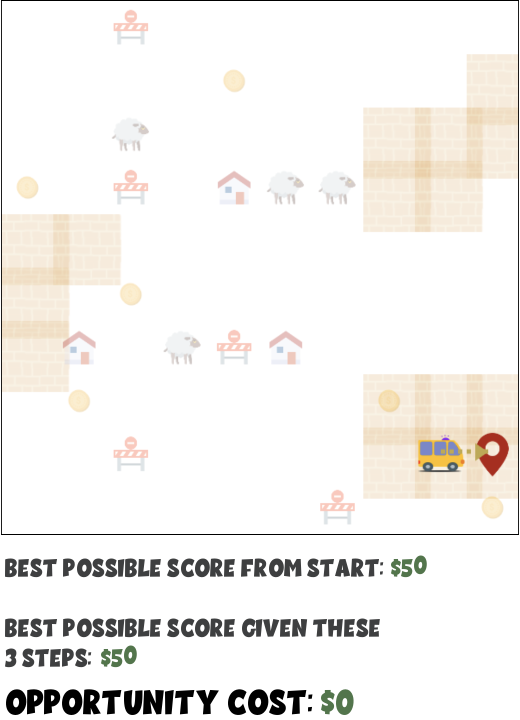 BEST POSSIBLE SCORE FROM START: $50
BEST POSSIBLE SCORE GIVEN THESE
3 STEPS: $50
OPPORTUNITY COST: $0